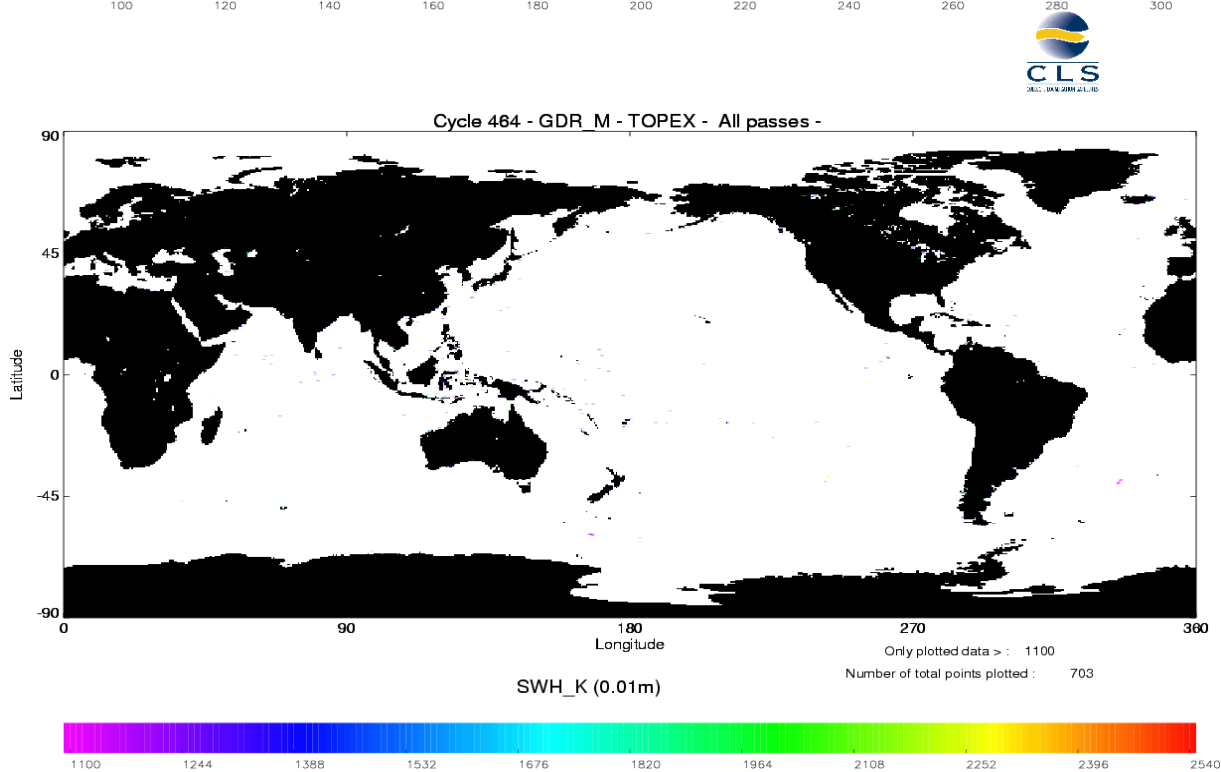 100 120 140 160 180 200 220 240 260 280 300
CLS
Cycle 464 - GDR_M - TOPEX - All passes -
90
45
0
-45
-90
Latitude
0 90 180 270 360
Longitude
Only plotted data > : 1100
Number of total points plotted : 703
SWH_K (0.01m)
1100 1244 1388 1532 1676 1820 1964 2108 2252 2396 2540